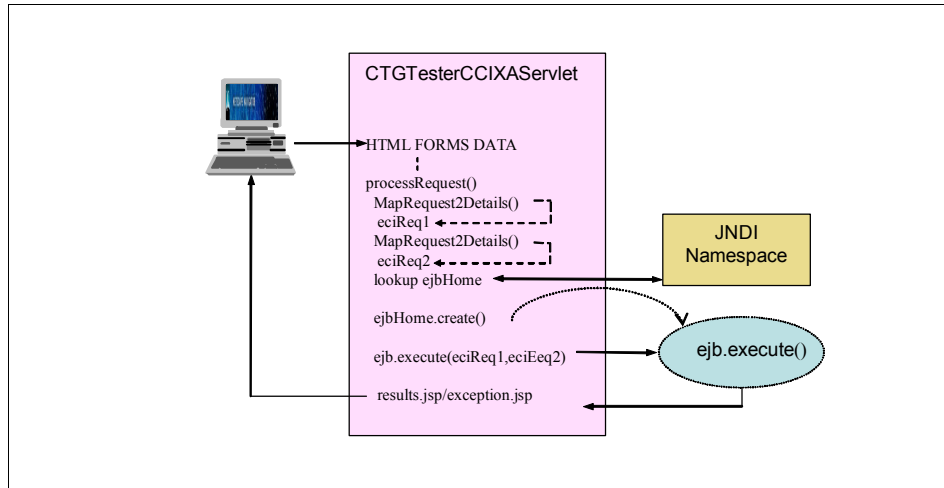 CTGTesterCCIXAServlet
HTML FORMS DATA
processRequest()
MapRequest2Details()
eciReq1
MapRequest2Details()
eciReq2
lookup ejbHome
ejbHome.create()
ejb.execute(eciReq1,eciEeq2)
results.jsp/exception.jsp
JNDI
Namespace
ejb.execute()